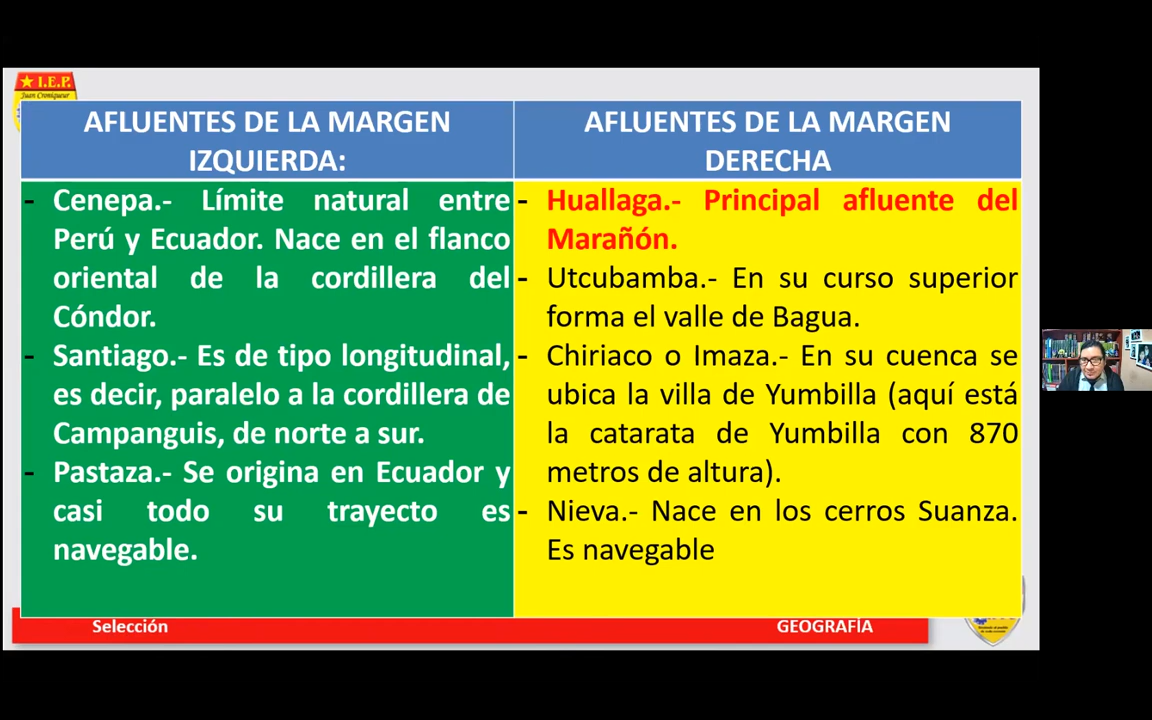 ★ I.E.P.
Juan Croniqueur
AFLUENTES DE LA MARGEN
IZQUIERDA:
- Cenepa.- Límite natural entre
Perú y Ecuador. Nace en el flanco
oriental de la cordillera del
Cóndor.
- Santiago.- Es de tipo longitudinal,
es decir, paralelo a la cordillera de
Campanguis, de norte a sur.
- Pastaza.- Se origina en Ecuador y
casi todo su trayecto es
navegable.
AFLUENTES DE LA MARGEN
DERECHA
- Huallaga.- Principal afluente del
Marañón.
- Utcubamba.- En su curso superior
forma el valle de Bagua.
- Chiriaco o Imaza.- En su cuenca se
ubica la villa de Yumbilla (aquí está
la catarata de Yumbilla con 870
metros de altura).
- Nieva.- Nace en los cerros Suanza.
Es navegable
Selección
GEOGRAFÍA